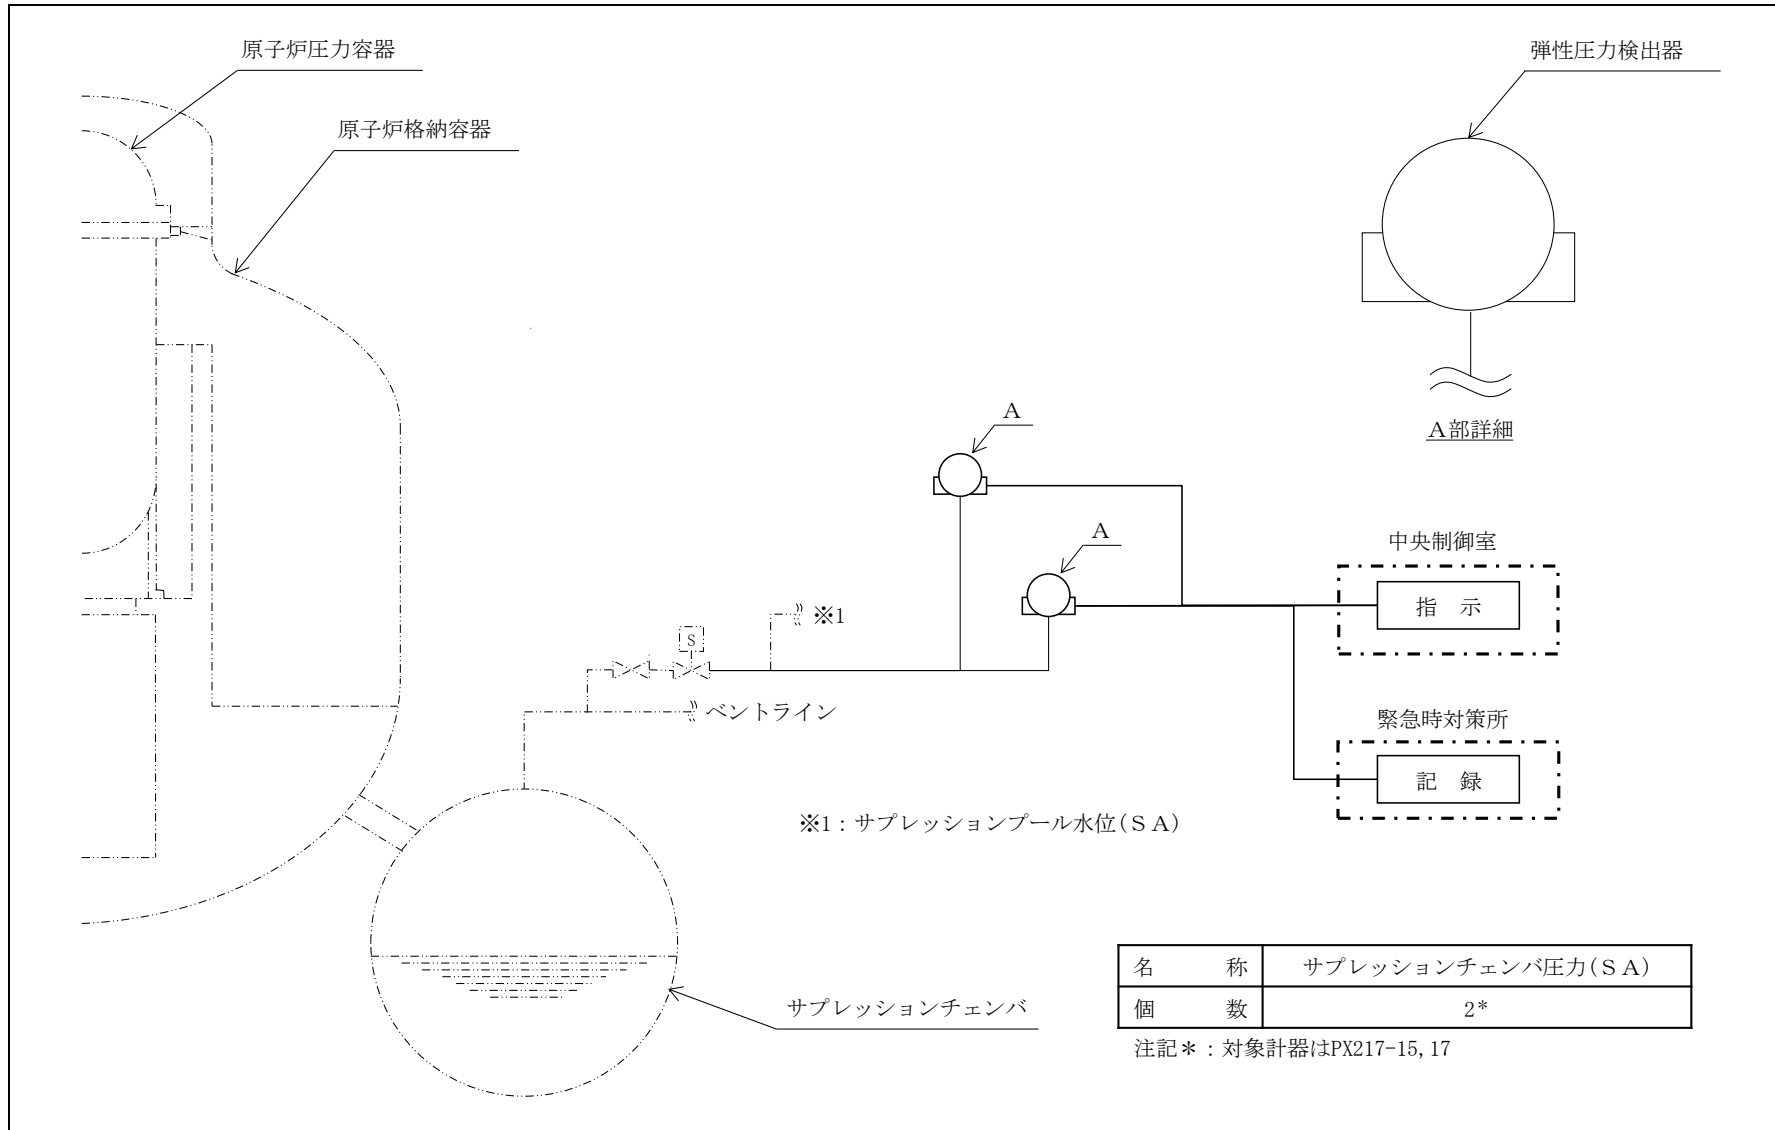 原子炉圧力容器
弾性圧力検出器
原子炉格納容器
A
A部詳細
A
中央制御室
指　示
※1
S
ベントライン
緊急時対策所
記　録
※1：サプレッションプール水位(SA)
名　称　サプレッションチェンバ圧力(SA)
サプレッションチェンバ
個　数　2*
注記＊：対象計器はPX217-15,17